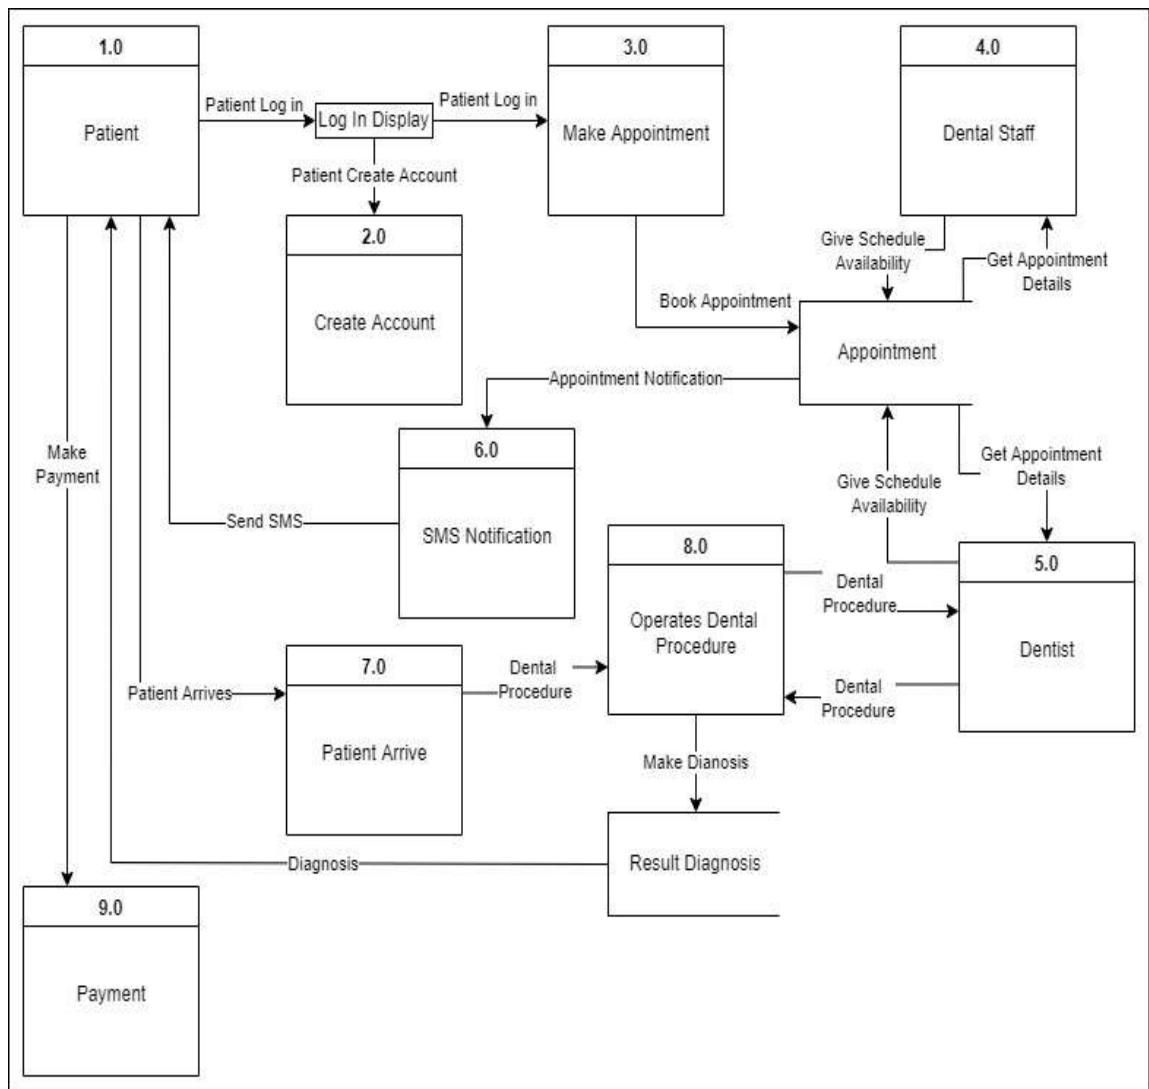 1.0
Patient
Patient Log in
Log In Display
Patient Log in
3.0
Make Appointment
4.0
Dental Staff
Patient Create Account
2.0
Create Account
Give Schedule
Availability
Get Appointment
Details
Book Appointment
Appointment
Appointment Notification
Make
Payment
6.0
SMS Notification
Send SMS
Give Schedule
Availability
Get Appointment
Details
8.0
Operates Dental
Procedure
Dental
Procedure
5.0
Dentist
Dental
Procedure
Patient Arrives
7.0
Patient Arrive
Dental
Procedure
Make Dianosis
Diagnosis
Result Diagnosis
9.0
Payment